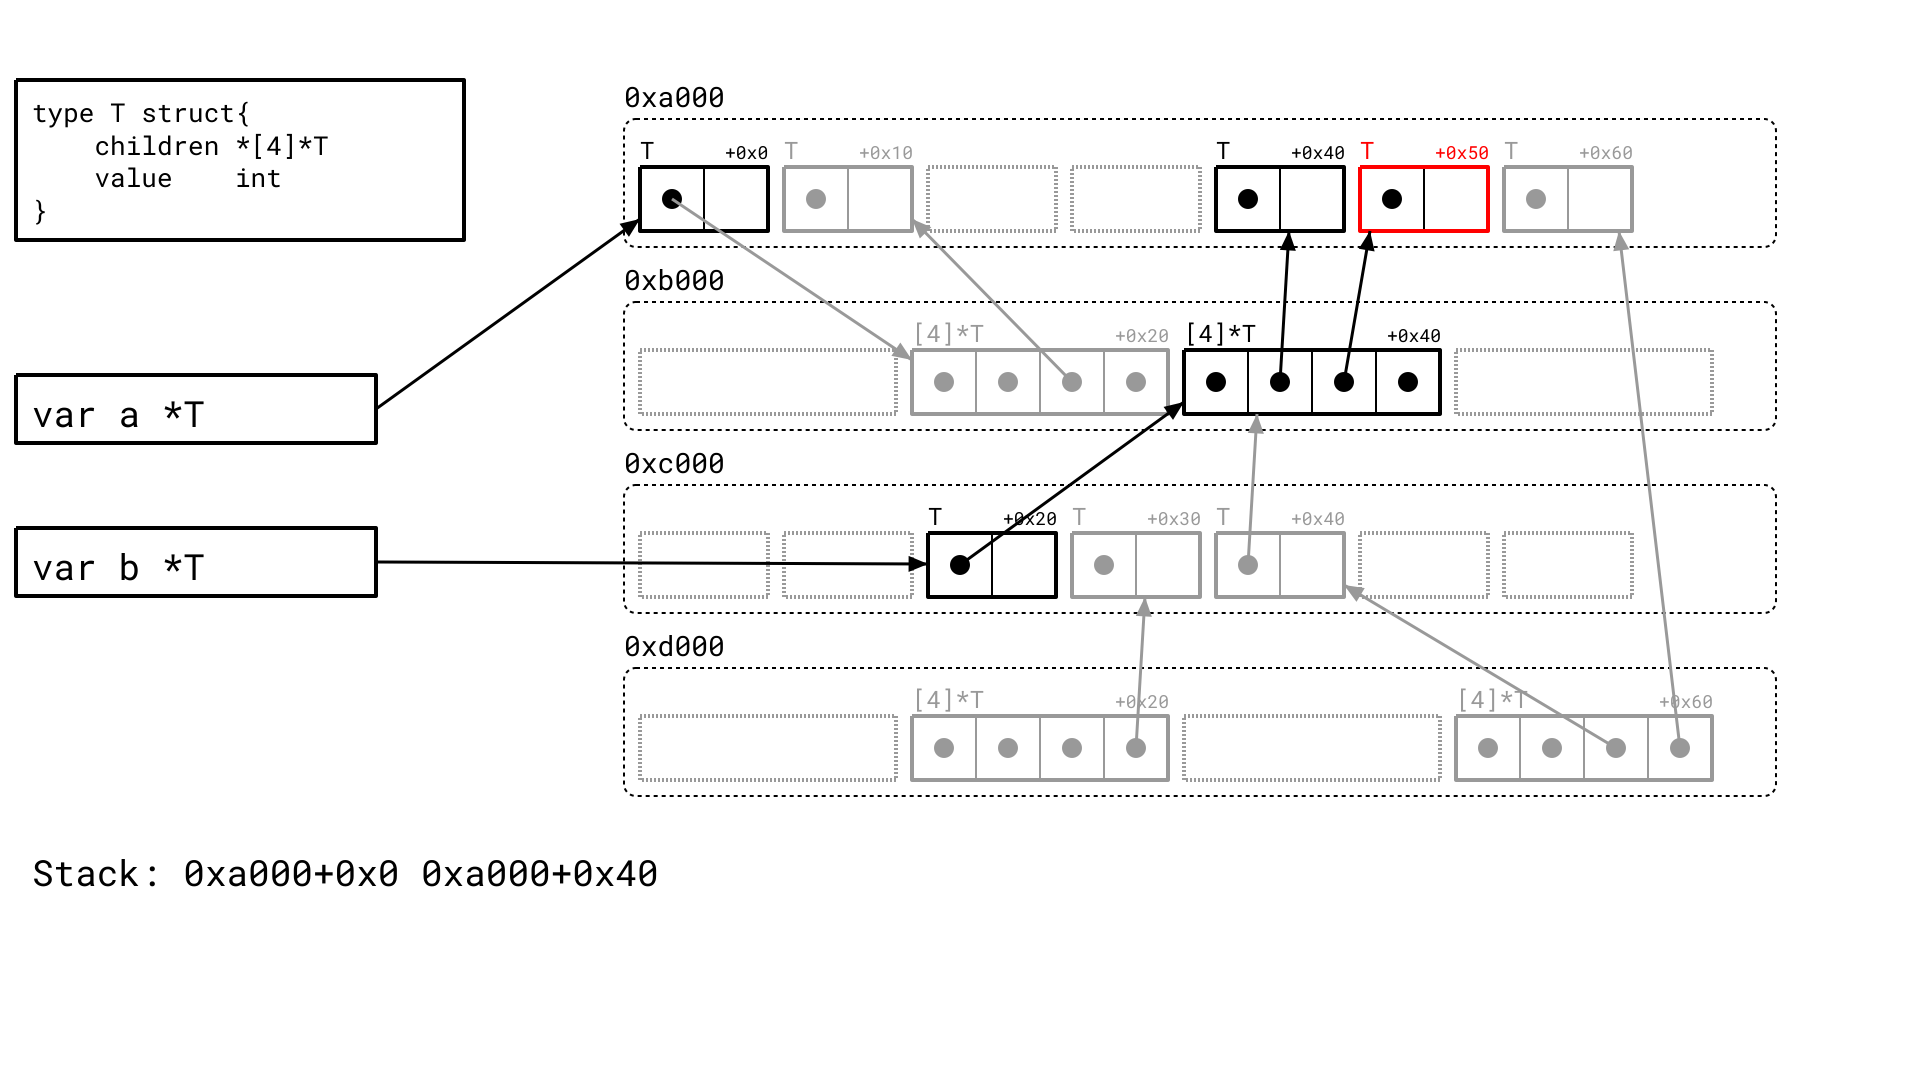 type T struct{
    children *[4]*T
    value    int
}
var a *T
var b *T
0xa000
T +0x0 T +0x10 T +0x40 T +0x50 T +0x60
0xb000
[4]*T +0x20 [4]*T +0x40
0xc000
T +0x20 T +0x30 T +0x40
0xd000
[4]*T +0x20 [4]*T +0x60
Stack: 0xa000+0x0 0xa000+0x40